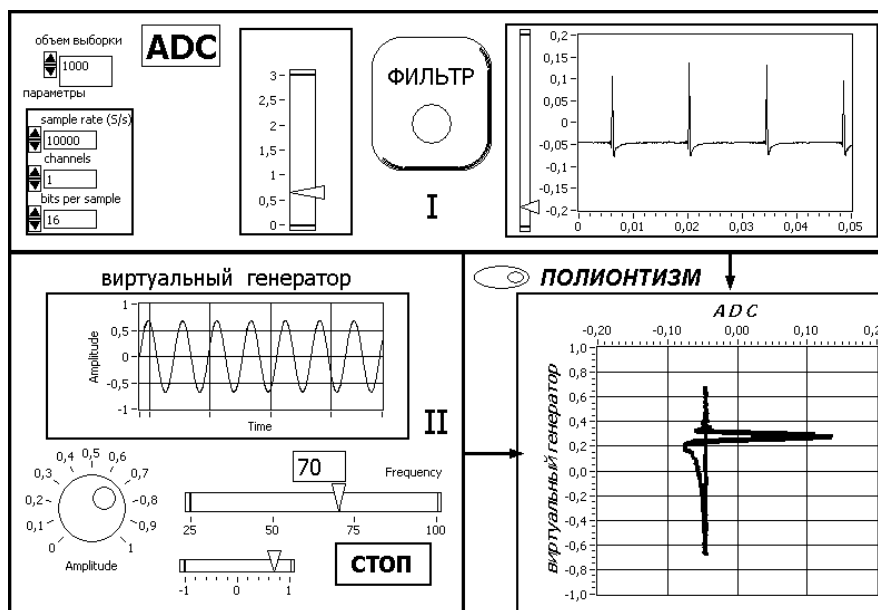 объем выборки
1000
ADC
параметры
sample rate (S/s)
10000
channels
1
bits per sample
16
3
2,5
2
1,5
1
0,5
0
ФИЛЬТР
I
0,2
0,15
0,1
0,05
0
-0,05
-0,1
-0,15
-0,2
0 0,01 0,02 0,03 0,04 0,05
виртуальный генератор
Amplitude
1
0,5
0
-0,5
-1
Time
II
0 0,1 0,2 0,3 0,4 0,5 0,6 0,7 0,8 0,9 1
Amplitude
70
Frequency
25 50 75 100
-1 0 1
СТОП
ПОЛИОНТИЗМ
ADC
-0,20 -0,10 0,00 0,10 0,2
виртуальный генератор
1,0
0,8
0,6
0,4
0,2
0,0
-0,2
-0,4
-0,6
-0,8
-1,0